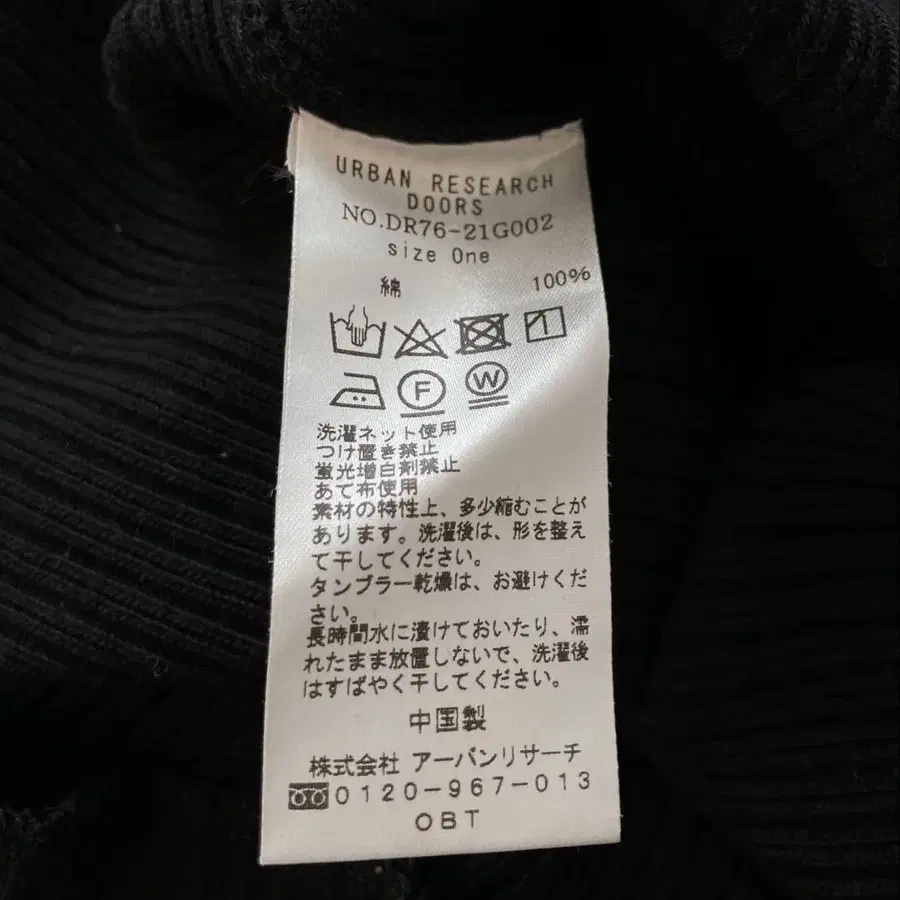 URBAN RESEARCH
DOORS
NO.DR76-21G002
size One
綿 100%
F W
洗濯ネット使用
つけ置き禁止
蛍光増白剤禁止
あて布使用
素材の特性上、多少縮むことが
あります。洗濯後は、形を整え
て干してください。
タンブラー乾燥は、お避けくだ
さい。
長時間水に漬けておいたり、濡
れたまま放置しないで、洗濯後
はすばやく干してください。
中国製
株式会社 アーバンリサーチ
0120-967-013
OBT